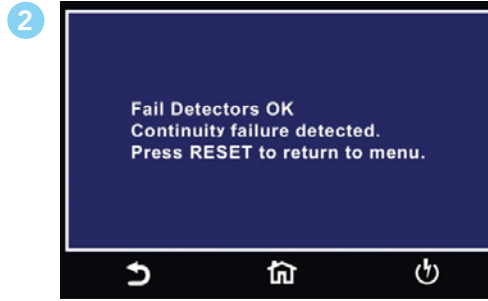 2
Fail Detectors OK
Continuity failure detected.
Press RESET to return to menu.